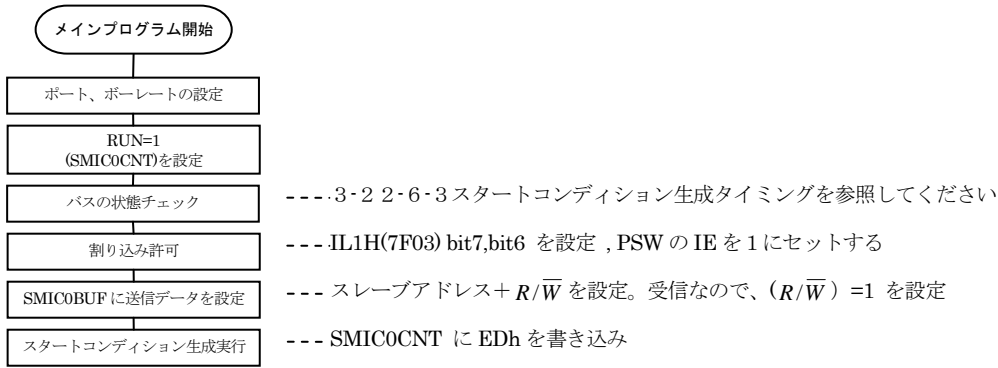 メインプログラム開始
ポート、ボーレートの設定
RUN=1
(SMIC0CNT)を設定
バスの状態チェック --- 3-22-6-3スタートコンディション生成タイミングを参照してください
割り込み許可 --- IL1H(7F03) bit7,bit6 を設定 , PSW の IE を 1 にセットする
SMIC0BUF に送信データを設定 --- スレーブアドレス+ R/W̅ を設定。受信なので、(R/W̅) =1 を設定
スタートコンディション生成実行 --- SMIC0CNT に EDh を書き込み